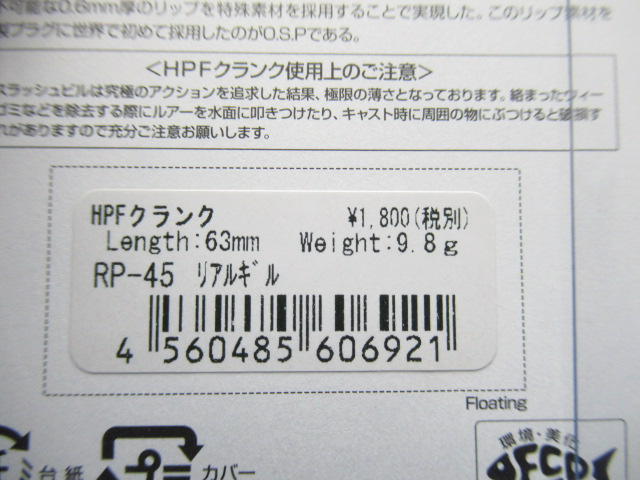 可能な0.6mm厚のリップを特殊素材を採用することで実現した。このリップ素材を
製プラグに世界で初めて採用したのがO.S.Pである。
＜HPFクランク使用上のご注意＞
スラッシュビルは究極のアクションを追求した結果、極限の薄さとなっております。絡まったウィー
ゴミなどを除去する際にルアーを水面に叩きつけたり、キャスト時に周囲の物にぶつけると破損す
れがありますので充分ご注意お願いします。
HPFクランク ¥1,800(税別)
Length:63mm Weight:9.8g
RP-45 ﾘｱﾙｷﾞﾙ
4 560485 606921
Floating
台紙
カバー
環境・美
FECO